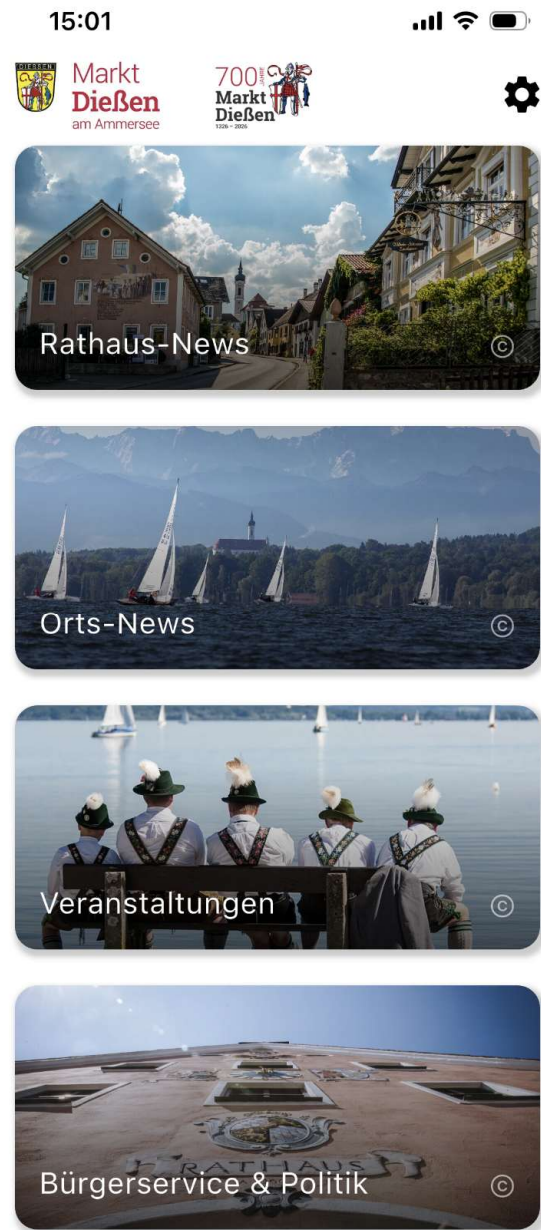 15:01
DIESSEN
Markt
Dießen
am Ammersee
700 JAHRE
Markt
Dießen
1326 – 2026
Rathaus-News
©
Orts-News
©
Veranstaltungen
©
RATHAUS
Bürgerservice & Politik
©